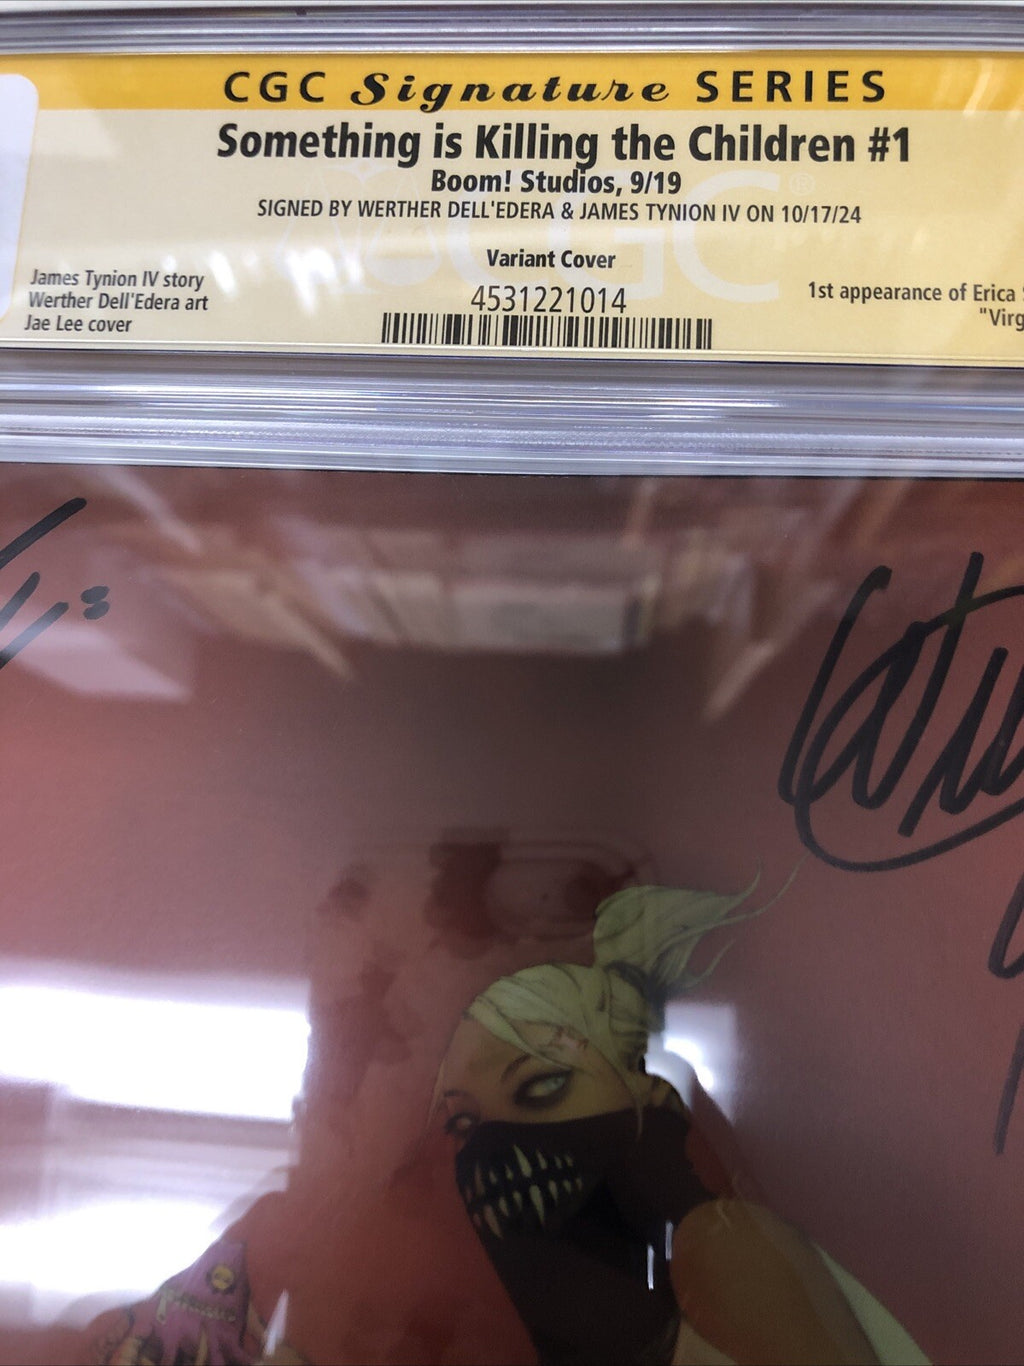 CGC Signature SERIES
Something is Killing the Children #1
Boom! Studios, 9/19
SIGNED BY WERTHER DELL'EDERA & JAMES TYNION IV ON 10/17/24
Variant Cover
4531221014
James Tynion IV story
Werther Dell'Edera art
Jae Lee cover
1st appearance of Erica
"Virg